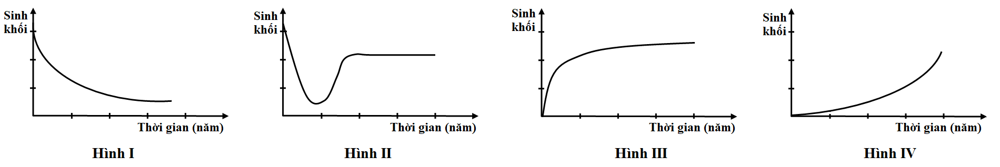 Sinh
khối
Thời gian (năm)
Hình I
Sinh
khối
Thời gian (năm)
Hình II
Sinh
khối
Thời gian (năm)
Hình III
Sinh
khối
Thời gian (năm)
Hình IV